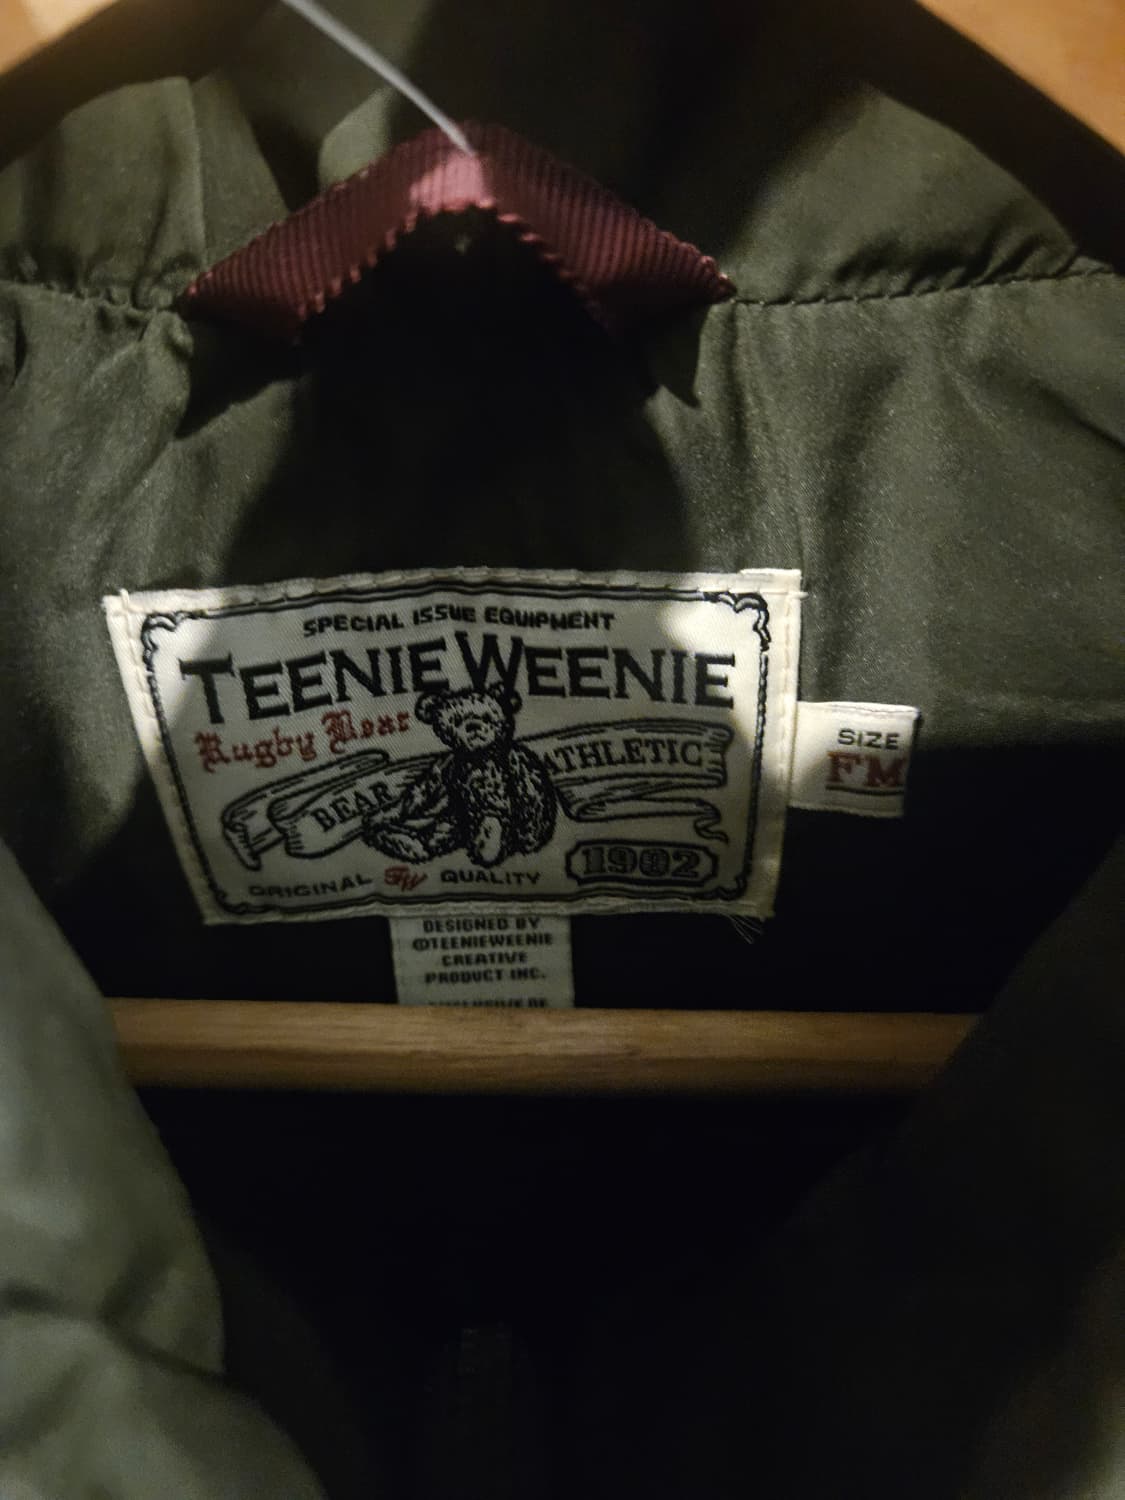 SPECIAL ISSUE EQUIPMENT
TEENIE WEENIE
Rugby Bear
BEAR ATHLETIC
1902
ORIGINAL TW QUALITY
SIZE
FM
DESIGNED BY
©TEENIEWEENIE
CREATIVE
PRODUCT INC.